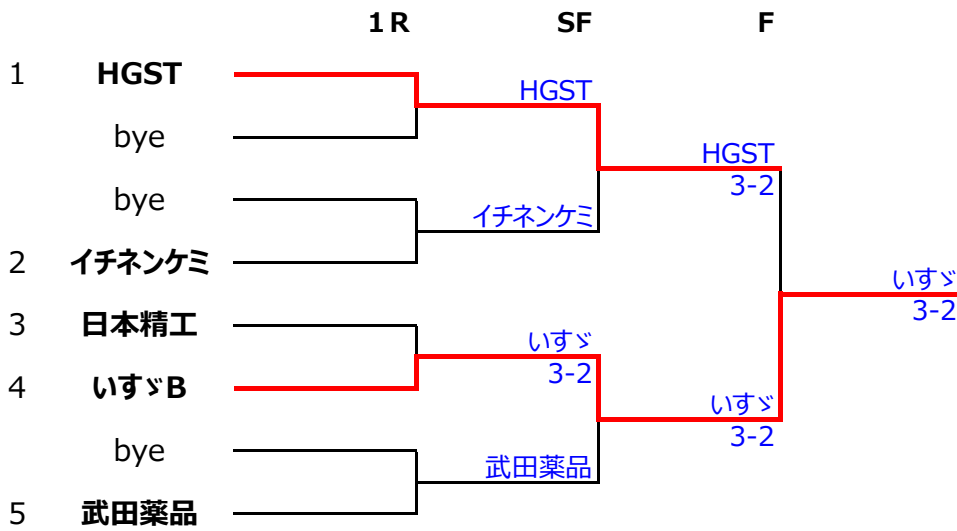 1R SF F
1 HGST
HGST
bye
HGST
3-2
bye
イチネンケミ
2 イチネンケミ
いすゞ
3-2
3 日本精工
いすゞ
3-2
4 いすゞB
いすゞ
3-2
bye
武田薬品
5 武田薬品